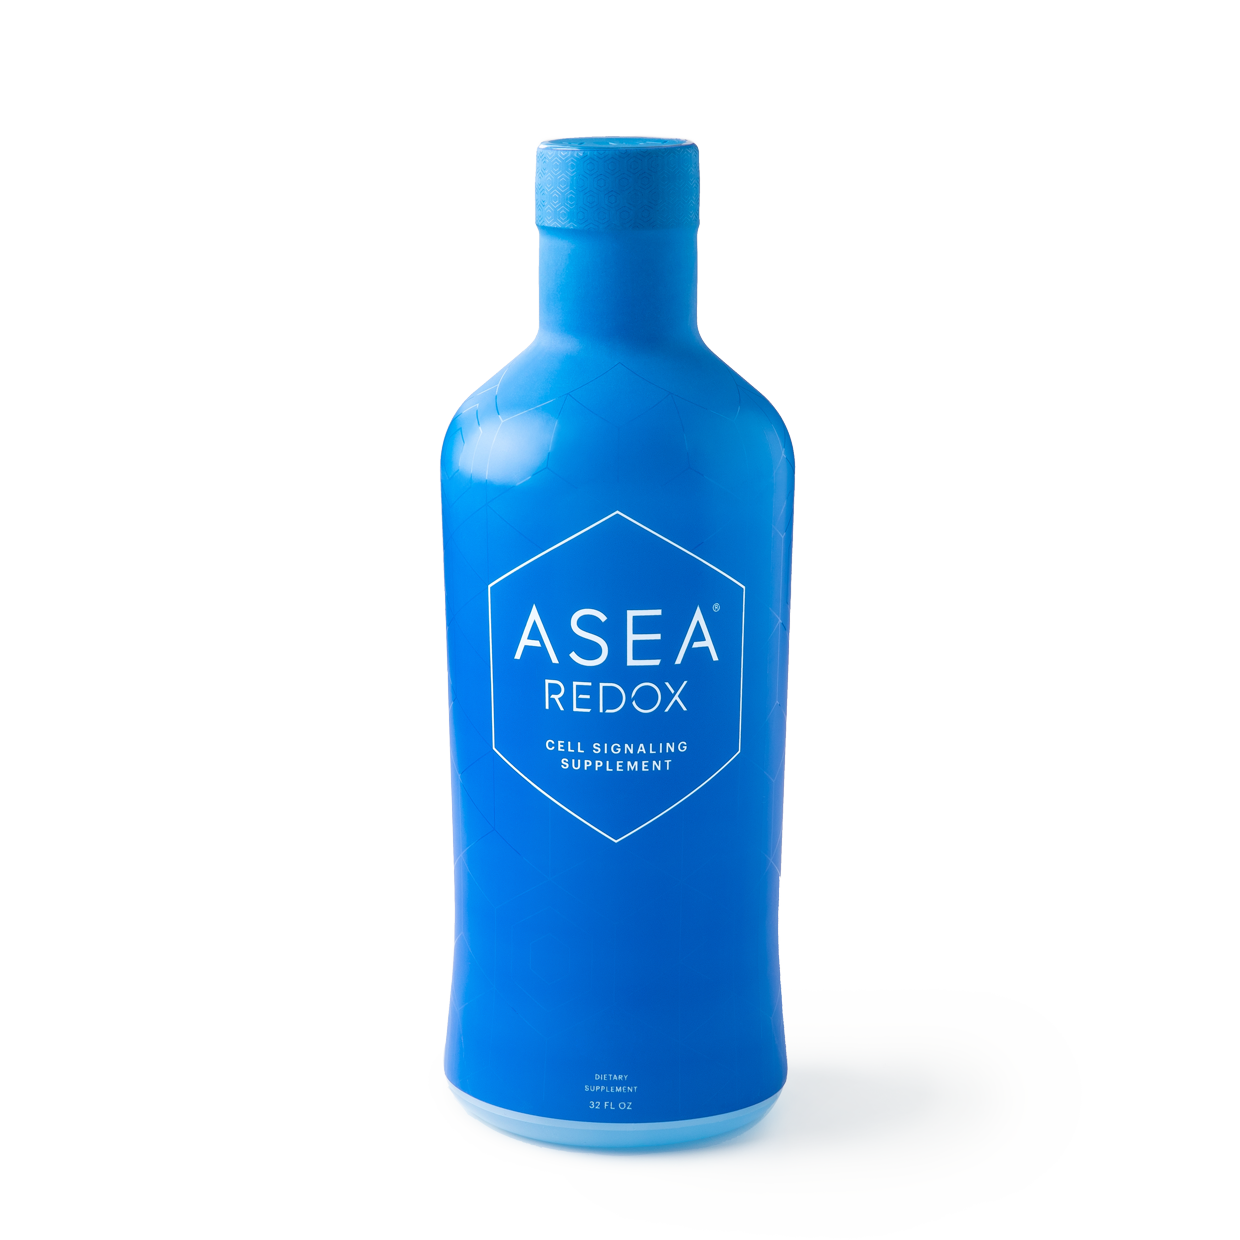 ASEA®
REDOX
CELL SIGNALING
SUPPLEMENT
DIETARY
SUPPLEMENT
32 FL OZ